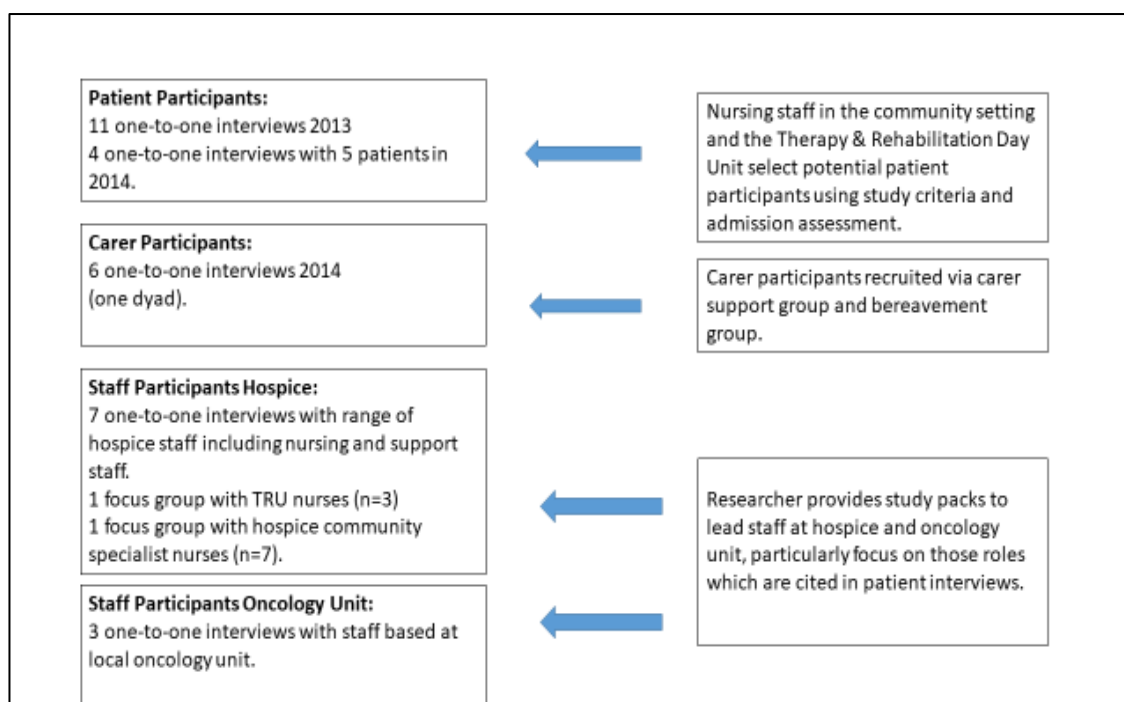 Patient Participants:
11 one-to-one interviews 2013
4 one-to-one interviews with 5 patients in
2014.
Nursing staff in the community setting
and the Therapy & Rehabilitation Day
Unit select potential patient
participants using study criteria and
admission assessment.
Carer Participants:
6 one-to-one interviews 2014
(one dyad).
Carer participants recruited via carer
support group and bereavement
group.
Staff Participants Hospice:
7 one-to-one interviews with range of
hospice staff including nursing and support
staff.
1 focus group with TRU nurses (n=3)
1 focus group with hospice community
specialist nurses (n=7).
Researcher provides study packs to
lead staff at hospice and oncology
unit, particularly focus on those roles
which are cited in patient interviews.
Staff Participants Oncology Unit:
3 one-to-one interviews with staff based at
local oncology unit.